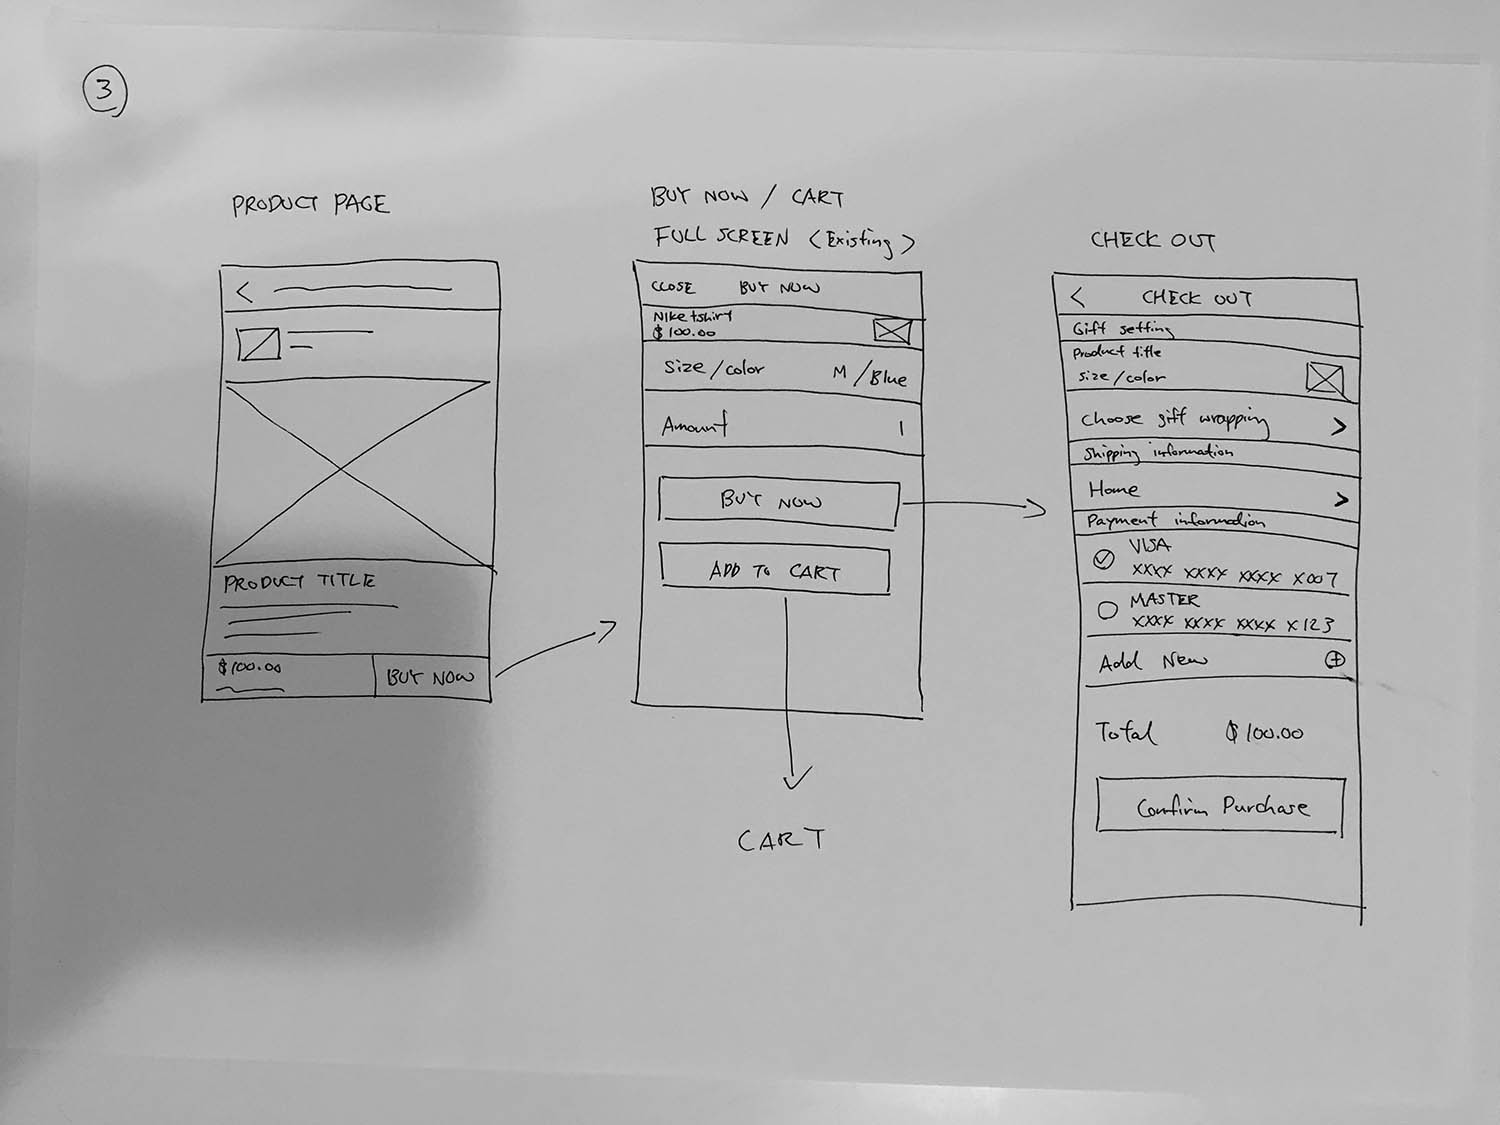 3
PRODUCT PAGE
<
PRODUCT TITLE
$100.00
BUY NOW
BUY NOW / CART
FULL SCREEN <Existing>
CLOSE BUY NOW
Nike tshirt
$100.00
Size/color M/Blue
Amount 1
BUY NOW
ADD TO CART
CART
CHECK OUT
< CHECK OUT
Gift setting
Product title
size/color
Choose gift wrapping >
Shipping information
Home >
Payment information
VISA
XXXX XXXX XXXX X007
MASTER
XXXX XXXX XXXX X123
Add New +
Total $100.00
Confirm Purchase